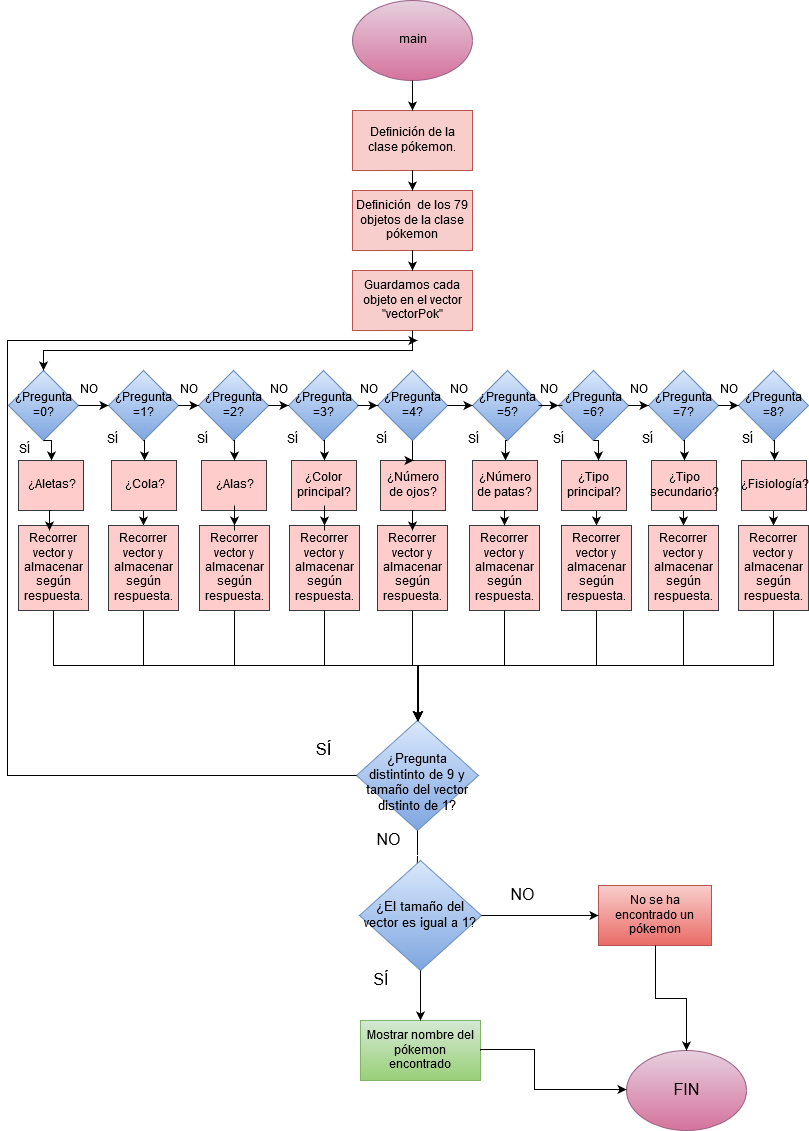 main
Definición de la
clase pókemon.
Definición de los 79
objetos de la clase
pókemon
Guardamos cada
objeto en el vector
"vectorPok"
¿Pregunta
=0?
NO
¿Pregunta
=1?
NO
¿Pregunta
=2?
NO
¿Pregunta
=3?
NO
¿Pregunta
=4?
NO
¿Pregunta
=5?
NO
¿Pregunta
=6?
NO
¿Pregunta
=7?
NO
¿Pregunta
=8?
SÍ
SÍ
SÍ
SÍ
SÍ
SÍ
SÍ
SÍ
SÍ
¿Aletas?
¿Cola?
¿Alas?
¿Color
principal?
¿Número
de ojos?
¿Número
de patas?
¿Tipo
principal?
¿Tipo
secundario?
¿Fisiología?
Recorrer
vector y
almacenar
según
respuesta.
Recorrer
vector y
almacenar
según
respuesta.
Recorrer
vector y
almacenar
según
respuesta.
Recorrer
vector y
almacenar
según
respuesta.
Recorrer
vector y
almacenar
según
respuesta.
Recorrer
vector y
almacenar
según
respuesta.
Recorrer
vector y
almacenar
según
respuesta.
Recorrer
vector y
almacenar
según
respuesta.
Recorrer
vector y
almacenar
según
respuesta.
SÍ
¿Pregunta
distintinto de 9 y
tamaño del vector
distinto de 1?
NO
¿El tamaño del
vector es igual a 1?
NO
No se ha
encontrado un
pókemon
SÍ
Mostrar nombre del
pókemon
encontrado
FIN